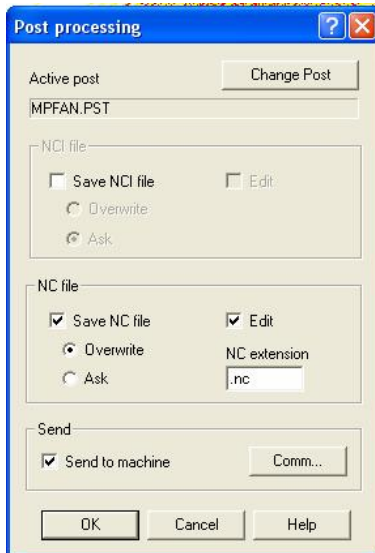 Post processing
Active post
Change Post
MPFAN.PST
NCI file
Save NCI file
Edit
Overwrite
Ask
NC file
Save NC file
Edit
Overwrite
NC extension
Ask
.nc
Send
Send to machine
Comm...
OK
Cancel
Help